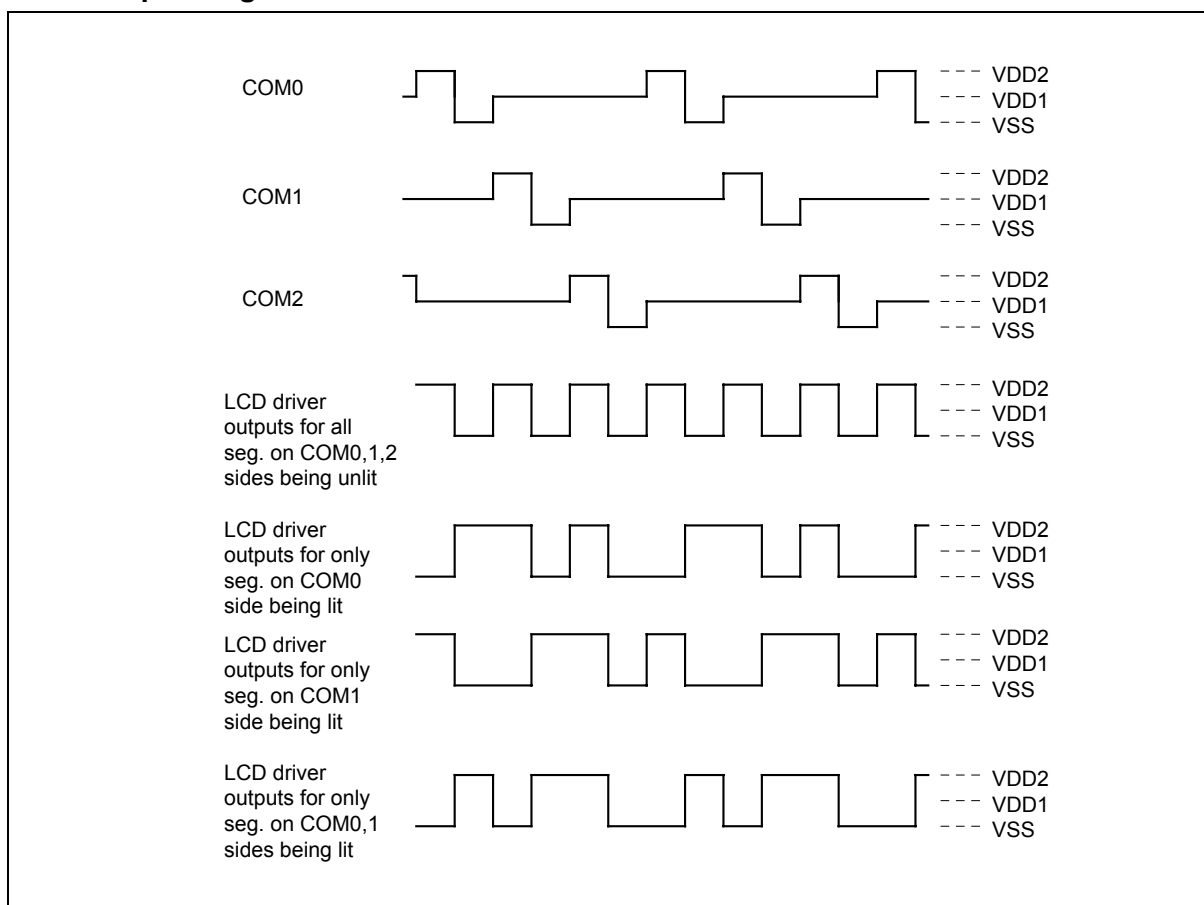 COM0
VDD2
VDD1
VSS
COM1
VDD2
VDD1
VSS
COM2
VDD2
VDD1
VSS
LCD driver
outputs for all
seg. on COM0,1,2
sides being unlit
VDD2
VDD1
VSS
LCD driver
outputs for only
seg. on COM0
side being lit
VDD2
VDD1
VSS
LCD driver
outputs for only
seg. on COM1
side being lit
VDD2
VDD1
VSS
LCD driver
outputs for only
seg. on COM0,1
sides being lit
VDD2
VDD1
VSS